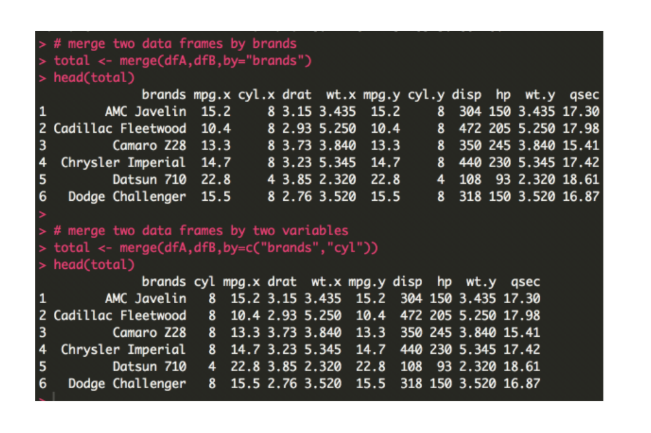 > # merge two data frames by brands
> total <- merge(dfA,dfB,by="brands")
> head(total)
brands mpg.x cyl.x drat wt.x mpg.y cyl.y disp hp wt.y qsec
1 AMC Javelin 15.2 8 3.15 3.435 15.2 8 304 150 3.435 17.30
2 Cadillac Fleetwood 10.4 8 2.93 5.250 10.4 8 472 205 5.250 17.98
3 Camaro Z28 13.3 8 3.73 3.840 13.3 8 350 245 3.840 15.41
4 Chrysler Imperial 14.7 8 3.23 5.345 14.7 8 440 230 5.345 17.42
5 Datsun 710 22.8 4 3.85 2.320 22.8 4 108 93 2.320 18.61
6 Dodge Challenger 15.5 8 2.76 3.520 15.5 8 318 150 3.520 16.87
>
> # merge two data frames by two variables
> total <- merge(dfA,dfB,by=c("brands","cyl"))
> head(total)
brands cyl mpg.x drat wt.x mpg.y disp hp wt.y qsec
1 AMC Javelin 8 15.2 3.15 3.435 15.2 304 150 3.435 17.30
2 Cadillac Fleetwood 8 10.4 2.93 5.250 10.4 472 205 5.250 17.98
3 Camaro Z28 8 13.3 3.73 3.840 13.3 350 245 3.840 15.41
4 Chrysler Imperial 8 14.7 3.23 5.345 14.7 440 230 5.345 17.42
5 Datsun 710 4 22.8 3.85 2.320 22.8 108 93 2.320 18.61
6 Dodge Challenger 8 15.5 2.76 3.520 15.5 318 150 3.520 16.87
>